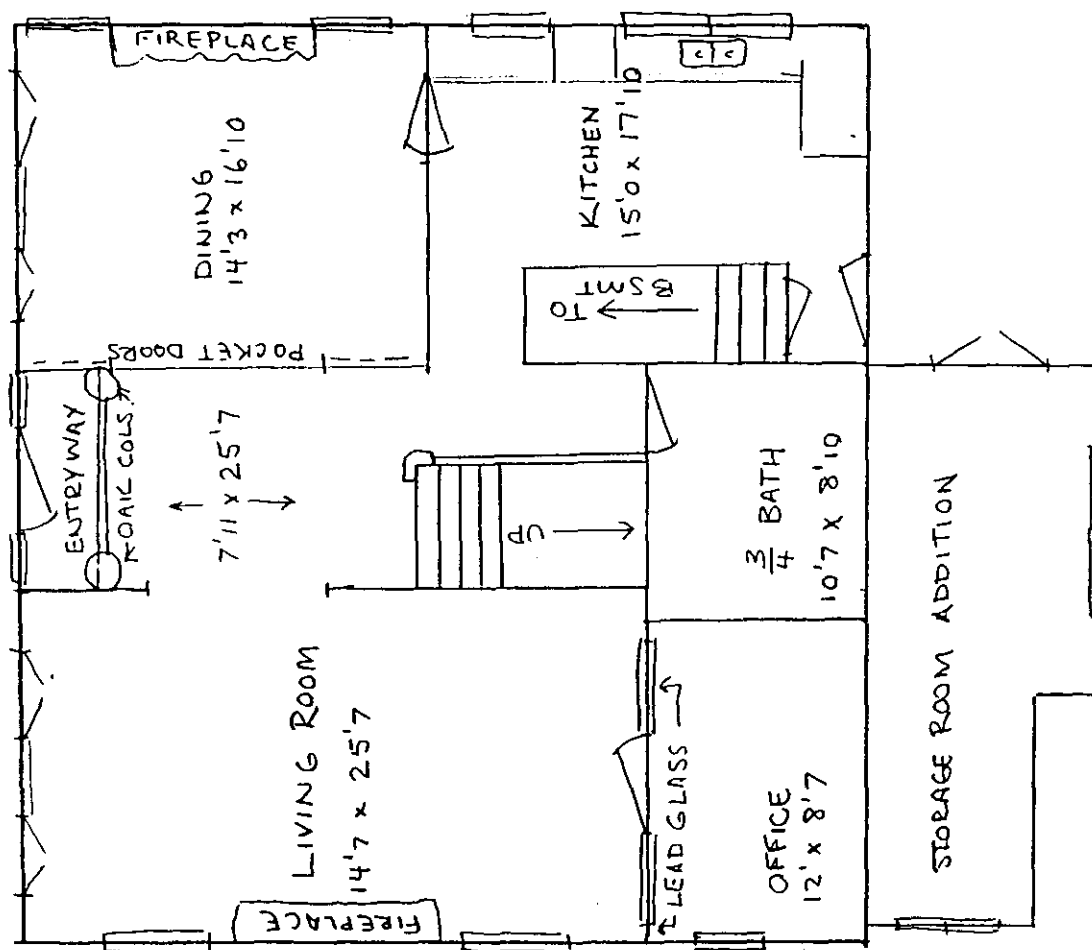 FIREPLACE
DINING
14'3 x 16'10
KITCHEN
15'0 x 17'10
TO
BSMT
POCKET DOORS
ENTRYWAY
OAK COLS.
7'11 x 25'7
UP
3/4 BATH
10'7 x 8'10
LIVING ROOM
14'7 x 25'7
FIREPLACE
LEAD GLASS
OFFICE
12' x 8'7
STORAGE ROOM ADDITION